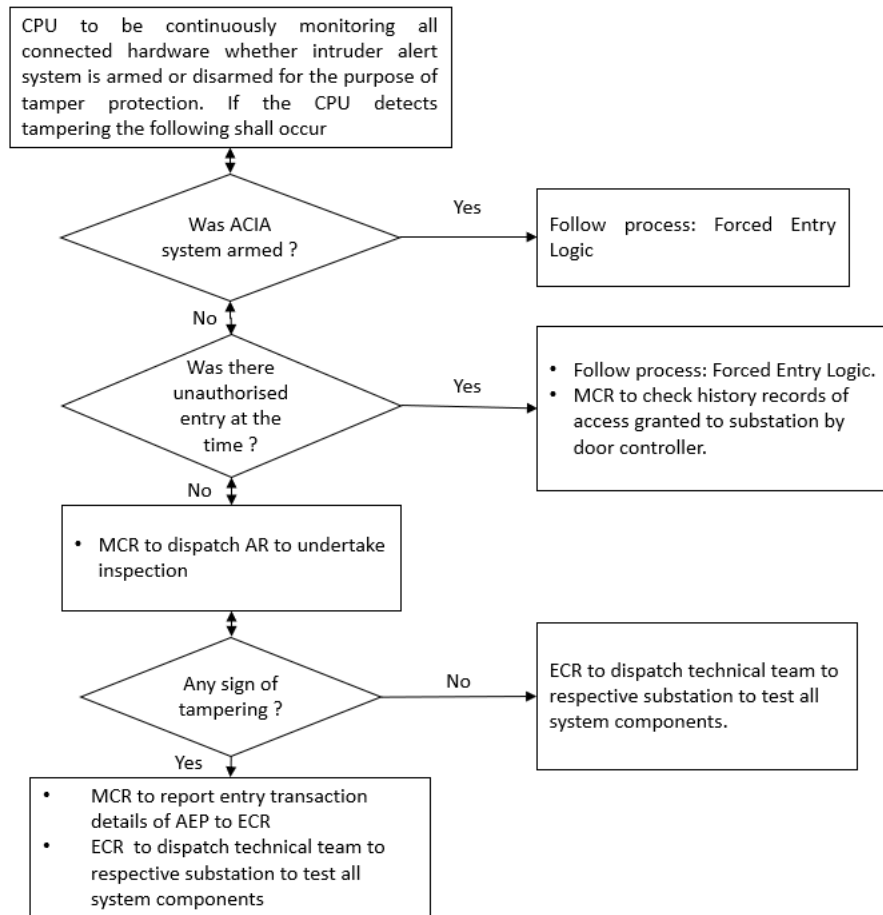 CPU to be continuously monitoring all
connected hardware whether intruder alert
system is armed or disarmed for the purpose of
tamper protection. If the CPU detects
tampering the following shall occur
Was ACIA
system armed ?
Yes
Follow process: Forced Entry
Logic
No
Was there
unauthorised
entry at the
time ?
Yes
• Follow process: Forced Entry Logic.
• MCR to check history records of
access granted to substation by
door controller.
No
• MCR to dispatch AR to undertake
inspection
Any sign of
tampering ?
No
ECR to dispatch technical team to
respective substation to test all
system components.
Yes
• MCR to report entry transaction
details of AEP to ECR
• ECR to dispatch technical team to
respective substation to test all
system components